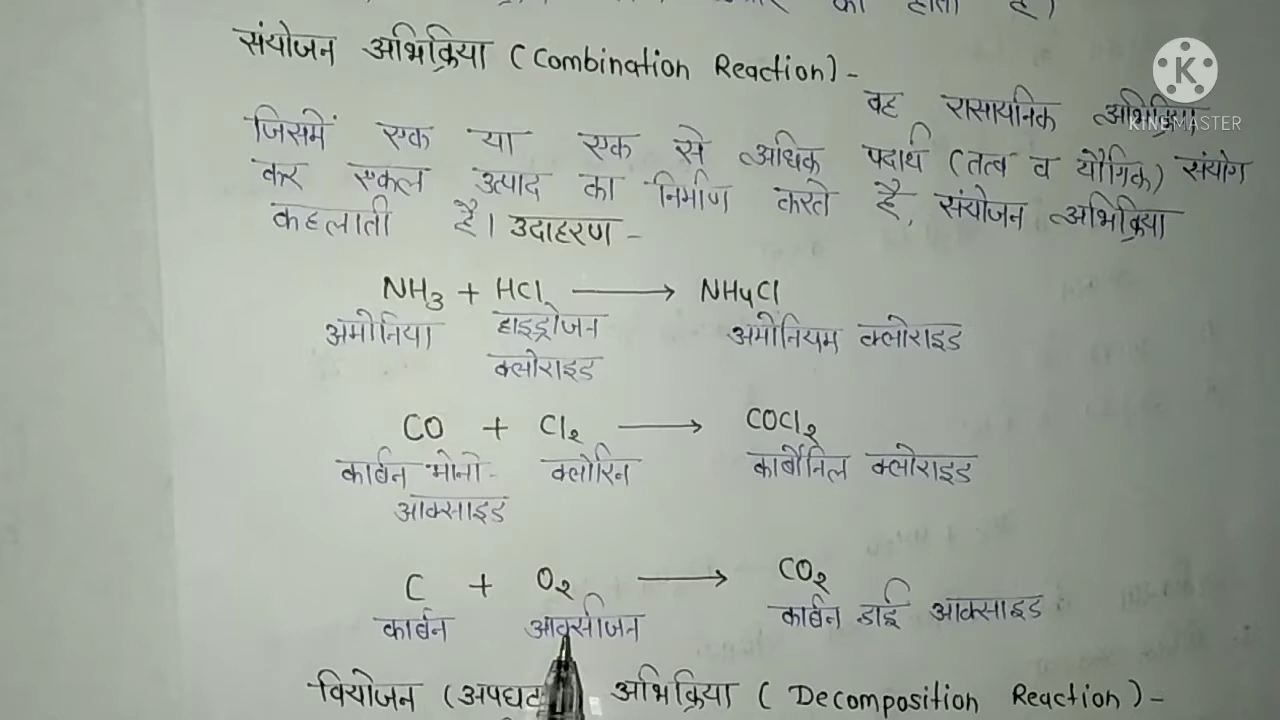 का होता है।
संयोजन अभिक्रिया (Combination Reaction) -
वह रासायनिक अभिक्रिया
जिसमें एक या एक से अधिक पदार्थ (तत्व व यौगिक) संयोग
कर एकल उत्पाद का निर्माण करते है, संयोजन अभिक्रिया
कहलाती है। उदाहरण -
NH₃ + HCl ⟶ NH₄Cl
अमोनिया हाइड्रोजन अमोनियम क्लोराइड
क्लोराइड
CO + Cl₂ ⟶ COCl₂
कार्बन मोनो- क्लोरिन कार्बोनिल क्लोराइड
आक्साइड
C + O₂ ⟶ CO₂
कार्बन आक्सीजन कार्बन डाई आक्साइड
वियोजन (अपघट अभिक्रिया (Decomposition Reaction) -
K
KINEMASTER